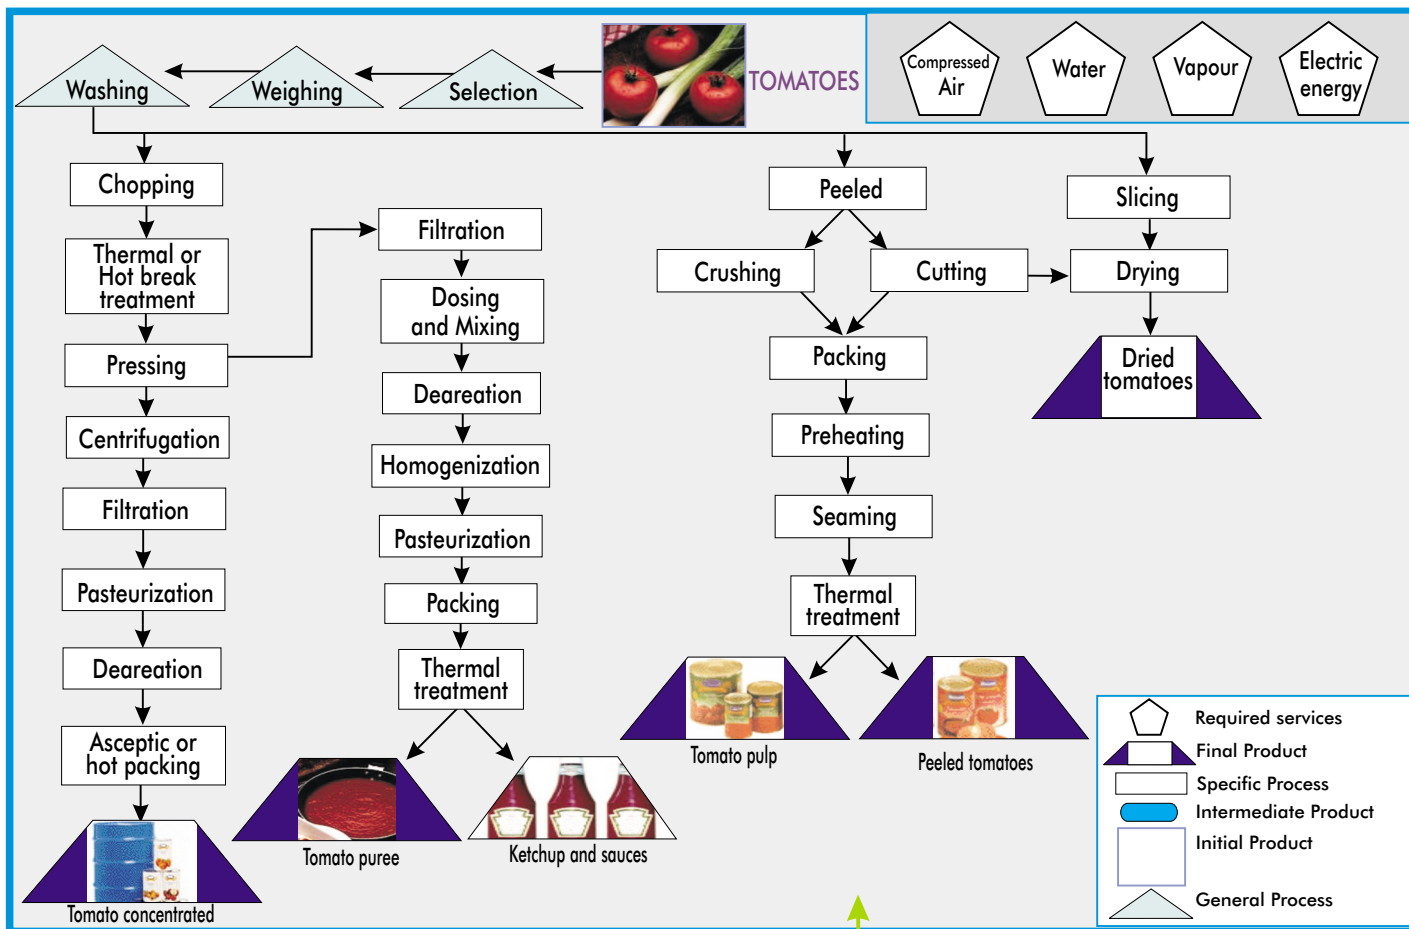 TOMATOES
Selection
Weighing
Washing
Compressed
Air
Water
Vapour
Electric
energy
Chopping
Thermal or
Hot break
treatment
Pressing
Centrifugation
Filtration
Pasteurization
Deareation
Asceptic or
hot packing
Tomato concentrated
Filtration
Dosing
and Mixing
Deareation
Homogenization
Pasteurization
Packing
Thermal
treatment
Tomato puree
Ketchup and sauces
Peeled
Crushing
Cutting
Packing
Preheating
Seaming
Thermal
treatment
Tomato pulp
Peeled tomatoes
Slicing
Drying
Dried
tomatoes
Required services
Final Product
Specific Process
Intermediate Product
Initial Product
General Process